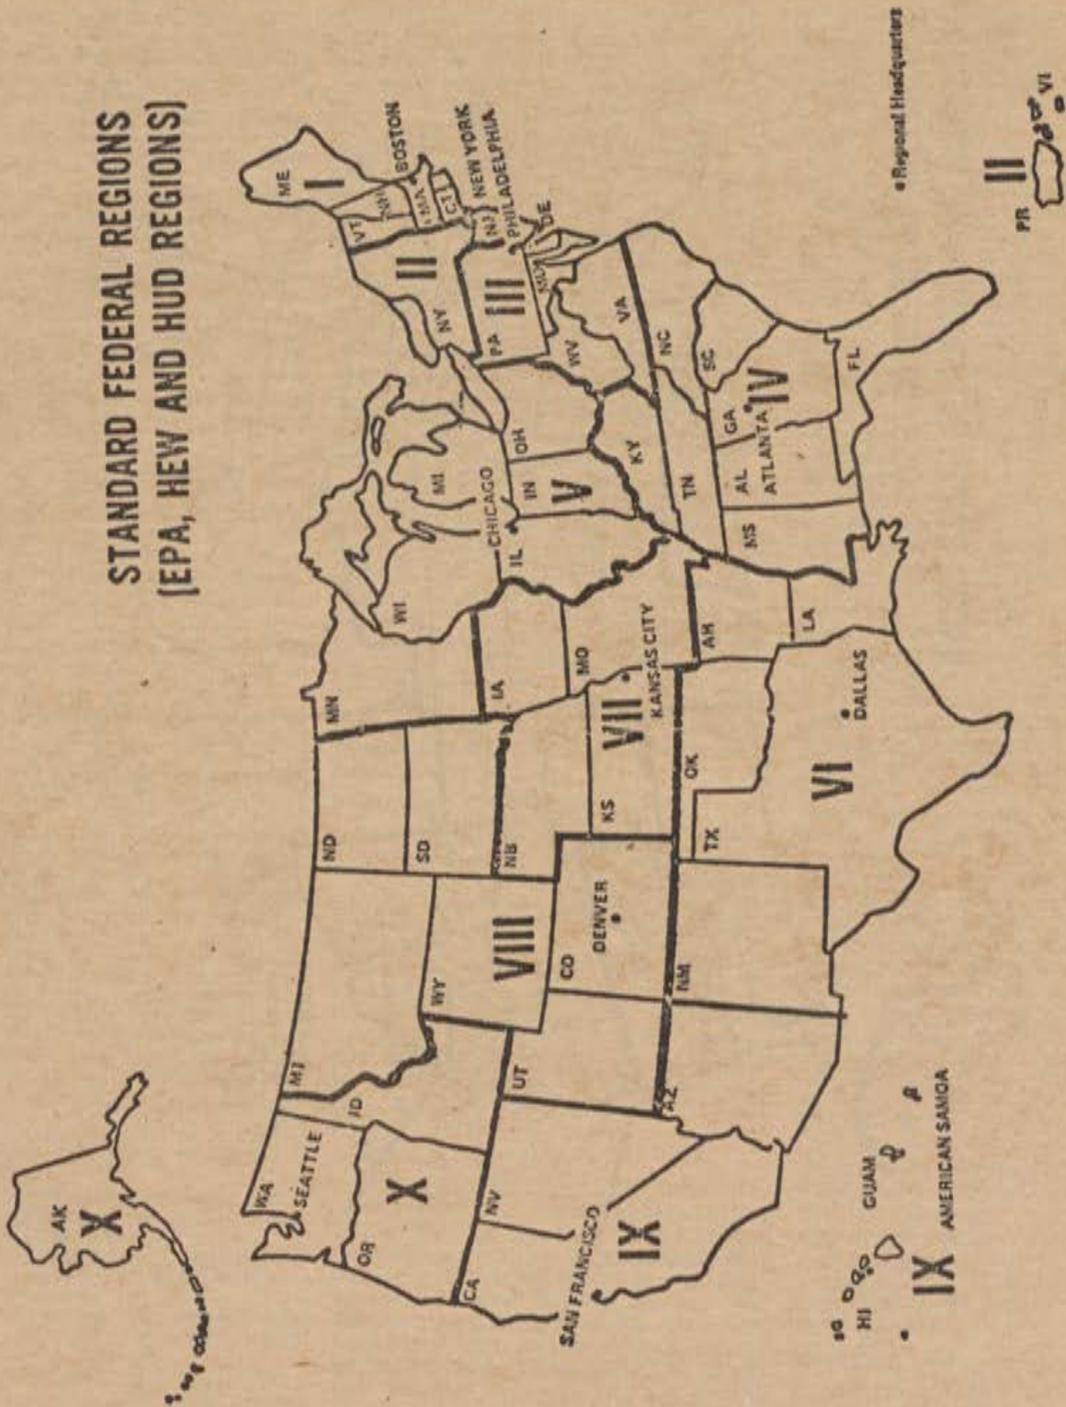 STANDARD FEDERAL REGIONS
[EPA, HEW AND HUD REGIONS]
AK
X
WA
SEATTLE
OR
X
ID
MI
ND
MN
SD
WY
VIII
NB
IA
WI
MI
CHICAGO
IL
IN
V
OH
NY
II
VT
NH
ME
I
MA
BOSTON
CT
NEW YORK
NJ
PHILADELPHIA
PA
III
MD
DE
WV
VA
CA
NV
UT
CO
DENVER
KS
VII
KANSAS CITY
MO
KY
TN
NC
SC
SAN FRANCISCO
IX
AZ
NM
TX
OK
AH
LA
MS
AL
GA
ATLANTA
IV
FL
VI
DALLAS
HI
GUAM
IX
AMERICAN SAMOA
• Regional Headquarters
PR
II
VI